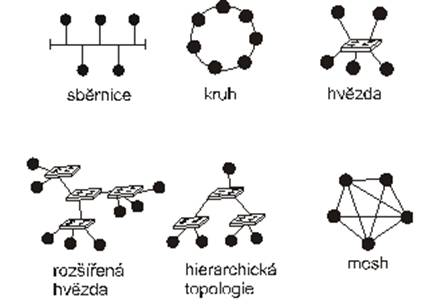 sběrnice
kruh
hvězda
rozšířená
hvězda
hierarchická
topologie
mesh